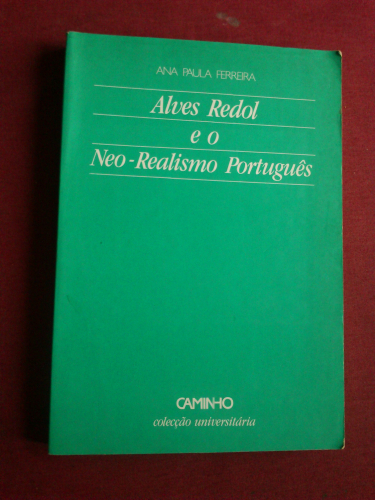 ANA PAULA FERREIRA
Alves Redol
e o
Neo-Realismo Português
CAMINHO
colecção universitária